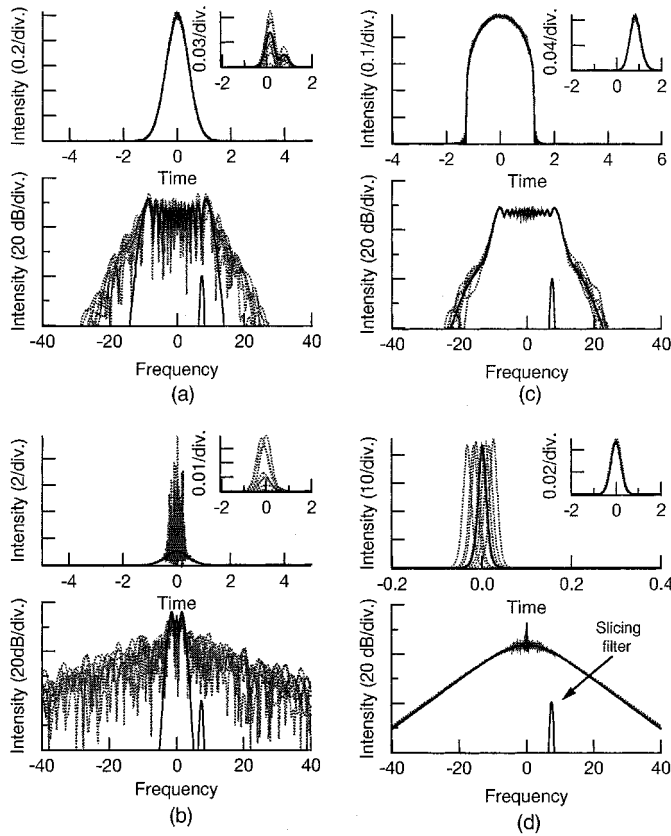 Intensity (0.2/div.)
0.03/div.
-2 0 2
-4 -2 0 2 4
Time
Intensity (20 dB/div.)
-40 -20 0 20 40
Frequency
(a)
Intensity (0.1/div.)
0.04/div.
-2 0 2
-4 -2 0 2 4 6
Time
Intensity (20 dB/div.)
-40 -20 0 20 40
Frequency
(c)
Intensity (2/div.)
0.01/div.
-2 0 2
-4 -2 0 2 4
Time
Intensity (20dB/div.)
-40 -20 0 20 40
Frequency
(b)
Intensity (10/div.)
0.02/div.
-2 0 2
-0.2 0.0 0.2 0.4
Time
Intensity (20 dB/div.)
Slicing
filter
-40 -20 0 20 40
Frequency
(d)